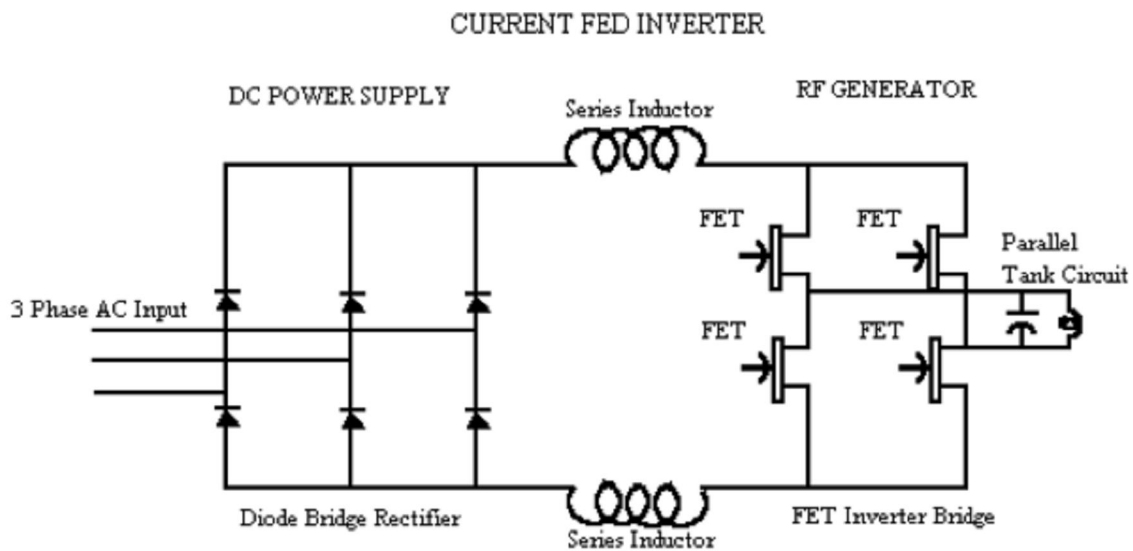 CURRENT FED INVERTER
DC POWER SUPPLY
RF GENERATOR
Series Inductor
FET
FET
Parallel
Tank Circuit
3 Phase AC Input
FET
FET
Diode Bridge Rectifier
Series Inductor
FET Inverter Bridge